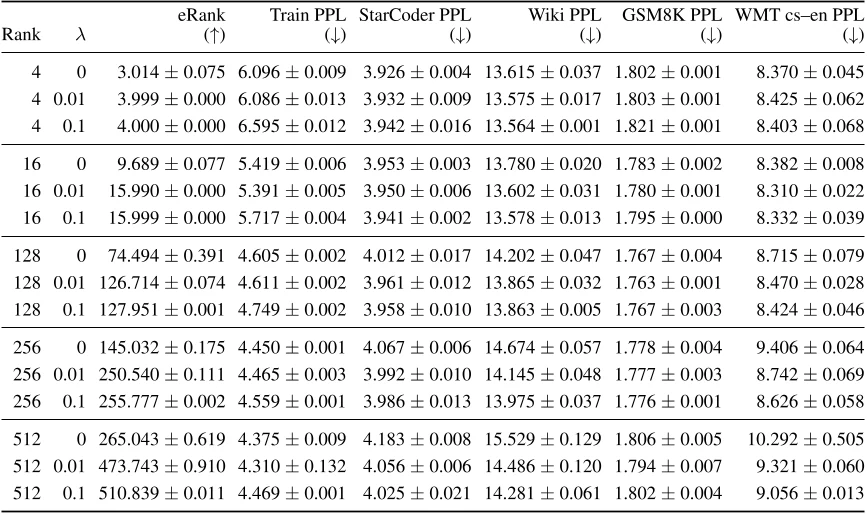 eRank Train PPL StarCoder PPL Wiki PPL GSM8K PPL WMT cs–en PPL
Rank λ (↑) (↓) (↓) (↓) (↓) (↓)
4 0 3.014 ± 0.075 6.096 ± 0.009 3.926 ± 0.004 13.615 ± 0.037 1.802 ± 0.001 8.370 ± 0.045
4 0.01 3.999 ± 0.000 6.086 ± 0.013 3.932 ± 0.009 13.575 ± 0.017 1.803 ± 0.001 8.425 ± 0.062
4 0.1 4.000 ± 0.000 6.595 ± 0.012 3.942 ± 0.016 13.564 ± 0.001 1.821 ± 0.001 8.403 ± 0.068
16 0 9.689 ± 0.077 5.419 ± 0.006 3.953 ± 0.003 13.780 ± 0.020 1.783 ± 0.002 8.382 ± 0.008
16 0.01 15.990 ± 0.000 5.391 ± 0.005 3.950 ± 0.006 13.602 ± 0.031 1.780 ± 0.001 8.310 ± 0.022
16 0.1 15.999 ± 0.000 5.717 ± 0.004 3.941 ± 0.002 13.578 ± 0.013 1.795 ± 0.000 8.332 ± 0.039
128 0 74.494 ± 0.391 4.605 ± 0.002 4.012 ± 0.017 14.202 ± 0.047 1.767 ± 0.004 8.715 ± 0.079
128 0.01 126.714 ± 0.074 4.611 ± 0.002 3.961 ± 0.012 13.865 ± 0.032 1.763 ± 0.001 8.470 ± 0.028
128 0.1 127.951 ± 0.001 4.749 ± 0.002 3.958 ± 0.010 13.863 ± 0.005 1.767 ± 0.003 8.424 ± 0.046
256 0 145.032 ± 0.175 4.450 ± 0.001 4.067 ± 0.006 14.674 ± 0.057 1.778 ± 0.004 9.406 ± 0.064
256 0.01 250.540 ± 0.111 4.465 ± 0.003 3.992 ± 0.010 14.145 ± 0.048 1.777 ± 0.003 8.742 ± 0.069
256 0.1 255.777 ± 0.002 4.559 ± 0.001 3.986 ± 0.013 13.975 ± 0.037 1.776 ± 0.001 8.626 ± 0.058
512 0 265.043 ± 0.619 4.375 ± 0.009 4.183 ± 0.008 15.529 ± 0.129 1.806 ± 0.005 10.292 ± 0.505
512 0.01 473.743 ± 0.910 4.310 ± 0.132 4.056 ± 0.006 14.486 ± 0.120 1.794 ± 0.007 9.321 ± 0.060
512 0.1 510.839 ± 0.011 4.469 ± 0.001 4.025 ± 0.021 14.281 ± 0.061 1.802 ± 0.004 9.056 ± 0.013